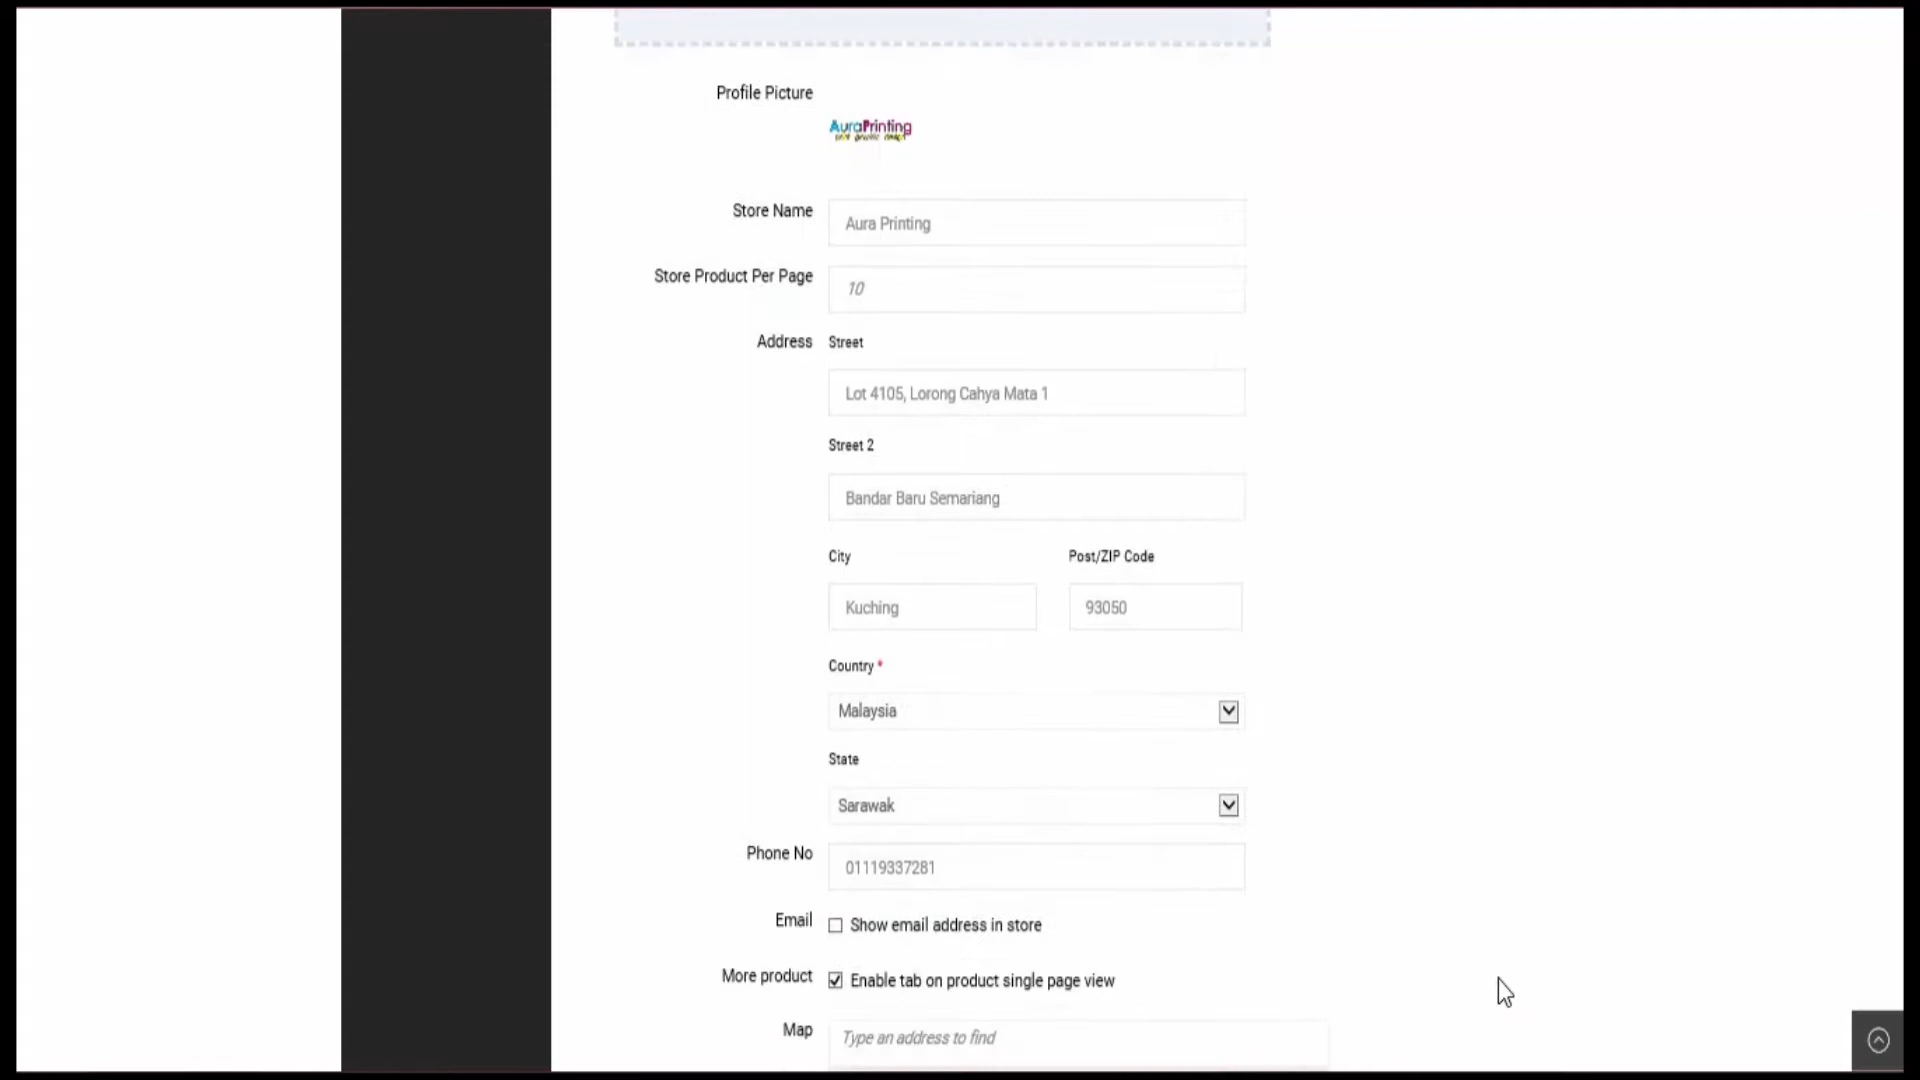 Profile Picture
AuraPrinting
Store Name
Aura Printing
Store Product Per Page
10
Address
Street
Lot 4105, Lorong Cahya Mata 1
Street 2
Bandar Baru Semariang
City
Post/ZIP Code
Kuching
93050
Country *
Malaysia
State
Sarawak
Phone No
01119337281
Email
Show email address in store
More product
Enable tab on product single page view
Map
Type an address to find